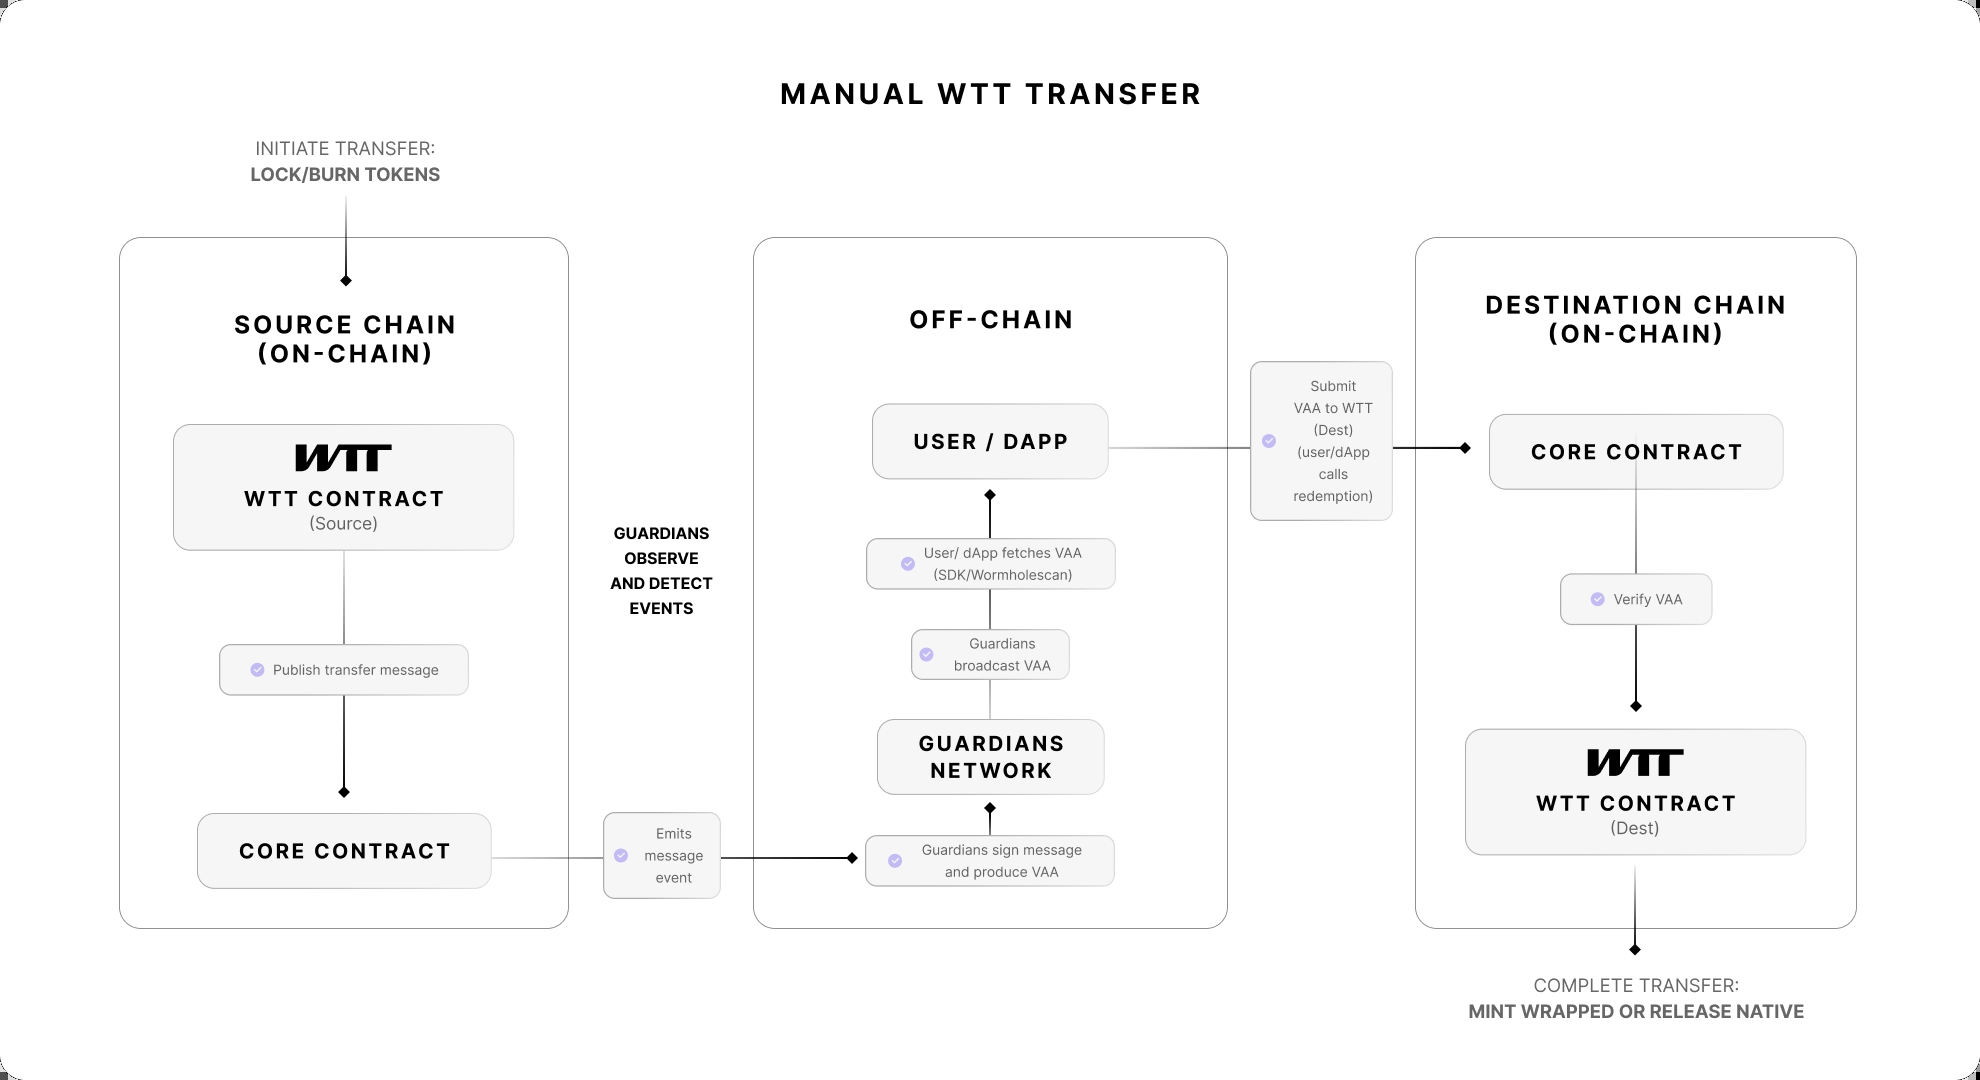 MANUAL WTT TRANSFER
INITIATE TRANSFER:
LOCK/BURN TOKENS
SOURCE CHAIN
(ON-CHAIN)
WTT
WTT CONTRACT
(Source)
Publish transfer message
CORE CONTRACT
GUARDIANS
OBSERVE
AND DETECT
EVENTS
Emits
message
event
OFF-CHAIN
USER / DAPP
User/ dApp fetches VAA
(SDK/Wormholescan)
Guardians
broadcast VAA
GUARDIANS
NETWORK
Guardians sign message
and produce VAA
Submit
VAA to WTT
(Dest)
(user/dApp
calls
redemption)
DESTINATION CHAIN
(ON-CHAIN)
CORE CONTRACT
Verify VAA
WTT
WTT CONTRACT
(Dest)
COMPLETE TRANSFER:
MINT WRAPPED OR RELEASE NATIVE